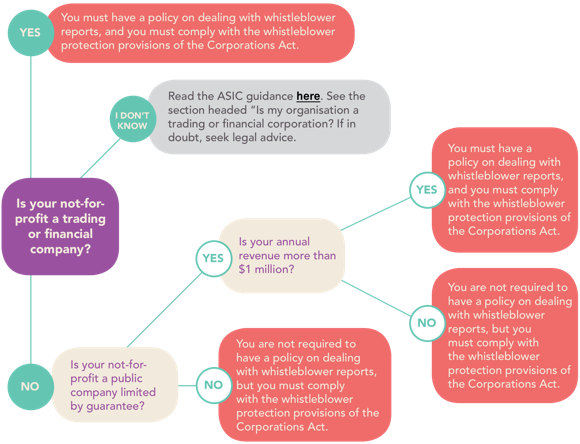 YES
You must have a policy on dealing with whistleblower
reports, and you must comply with the whistleblower
protection provisions of the Corporations Act.
I DON'T
KNOW
Read the ASIC guidance here. See the
section headed “Is my organisation a
trading or financial corporation? If in
doubt, seek legal advice.
Is your not-for-
profit a trading
or financial
company?
YES
Is your annual
revenue more than
$1 million?
YES
You must have a
policy on dealing with
whistleblower reports,
and you must comply
with the whistleblower
protection provisions of
the Corporations Act.
NO
You are not required to
have a policy on dealing
with whistleblower
reports, but you
must comply with
the whistleblower
protection provisions of
the Corporations Act.
NO
Is your not-for-
profit a public
company limited
by guarantee?
NO
You are not required to
have a policy on dealing
with whistleblower reports,
but you must comply
with the whistleblower
protection provisions of the
Corporations Act.